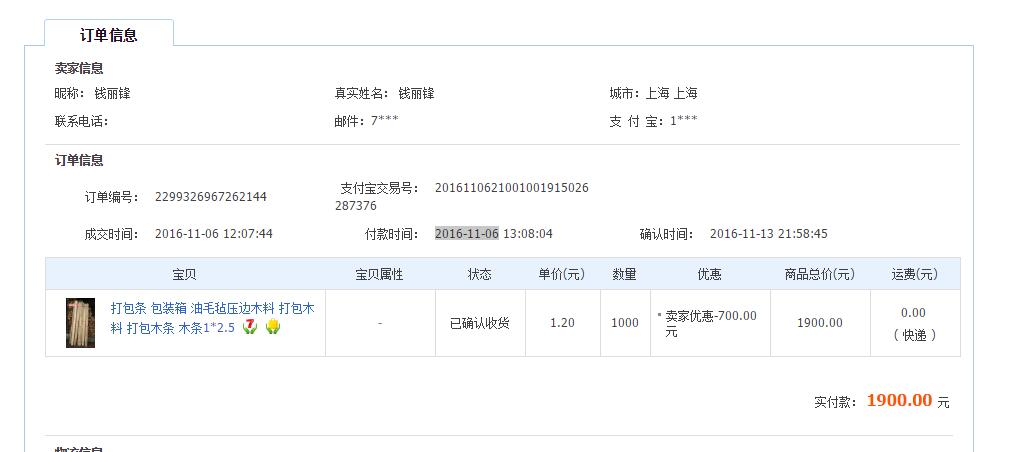 订单信息
卖家信息
昵称： 钱丽锋 真实姓名： 钱丽锋 城市：上海 上海
联系电话： 邮件：7*** 支 付 宝：1***
订单信息
订单编号： 2299326967262144 支付宝交易号： 2016110621001001915026
287376
成交时间： 2016-11-06 12:07:44 付款时间： 2016-11-06 13:08:04 确认时间： 2016-11-13 21:58:45
宝贝 宝贝属性 状态 单价(元) 数量 优惠 商品总价(元) 运费(元)
打包条 包装箱 油毛毡压边木料 打包木
料 打包木条 木条1*2.5 7
- 已确认收货 1.20 1000 卖家优惠-700.00
元
1900.00 0.00
( 快递 )
实付款： 1900.00 元
物流信息